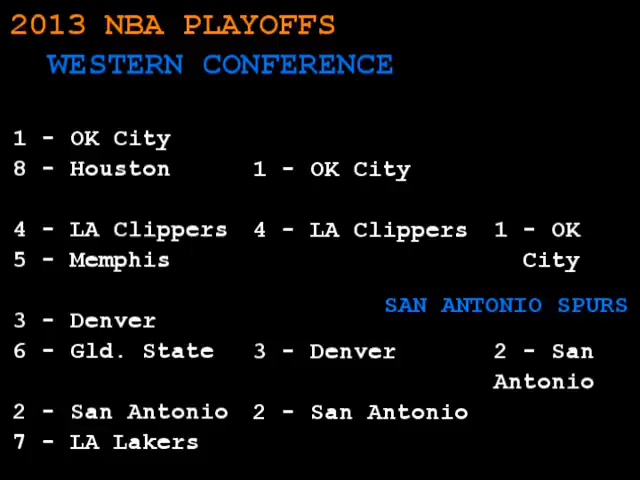 2013 NBA PLAYOFFS
WESTERN CONFERENCE
1 - OK City
8 - Houston
1 - OK City
4 - LA Clippers
4 - LA Clippers
1 - OK
5 - Memphis
City
SAN ANTONIO SPURS
3 - Denver
6 - Gld. State
3 - Denver
2 - San
Antonio
2 - San Antonio
2 - San Antonio
7 - LA Lakers